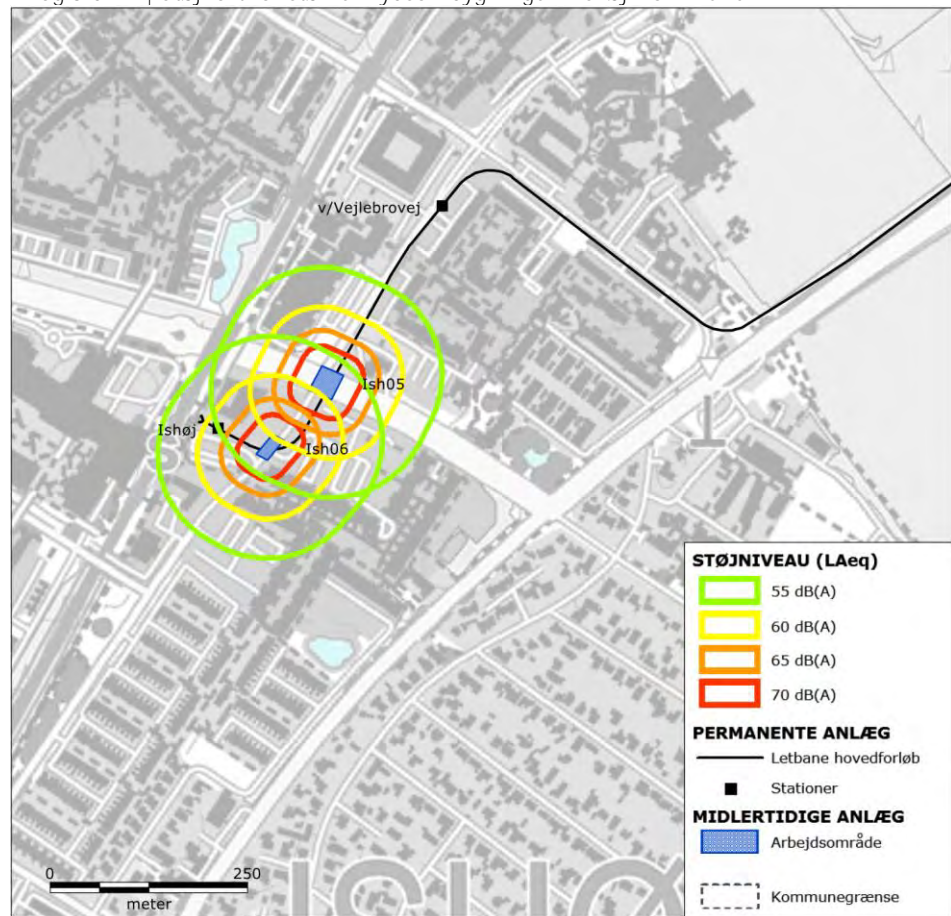 v/Vejlebrovej
Ish05
Ishøj
Ish06
STØJNIVEAU (LAeq)
55 dB(A)
60 dB(A)
65 dB(A)
70 dB(A)
PERMANENTE ANLÆG
Letbane hovedforløb
Stationer
MIDLERTIDIGE ANLÆG
Arbejdsområde
Kommunegrænse
0 250
meter